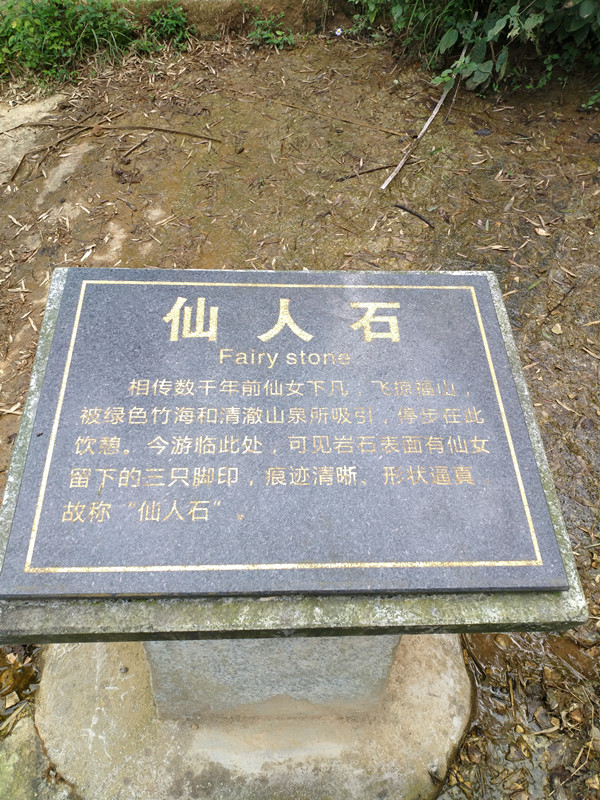 仙人石
Fairy stone
相传数千年前仙女下凡，飞掠福山，
被绿色竹海和清澈山泉所吸引，停步在此
饮憩。今游临此处，可见岩石表面有仙女
留下的三只脚印，痕迹清晰、形状逼真，
故称“仙人石”。